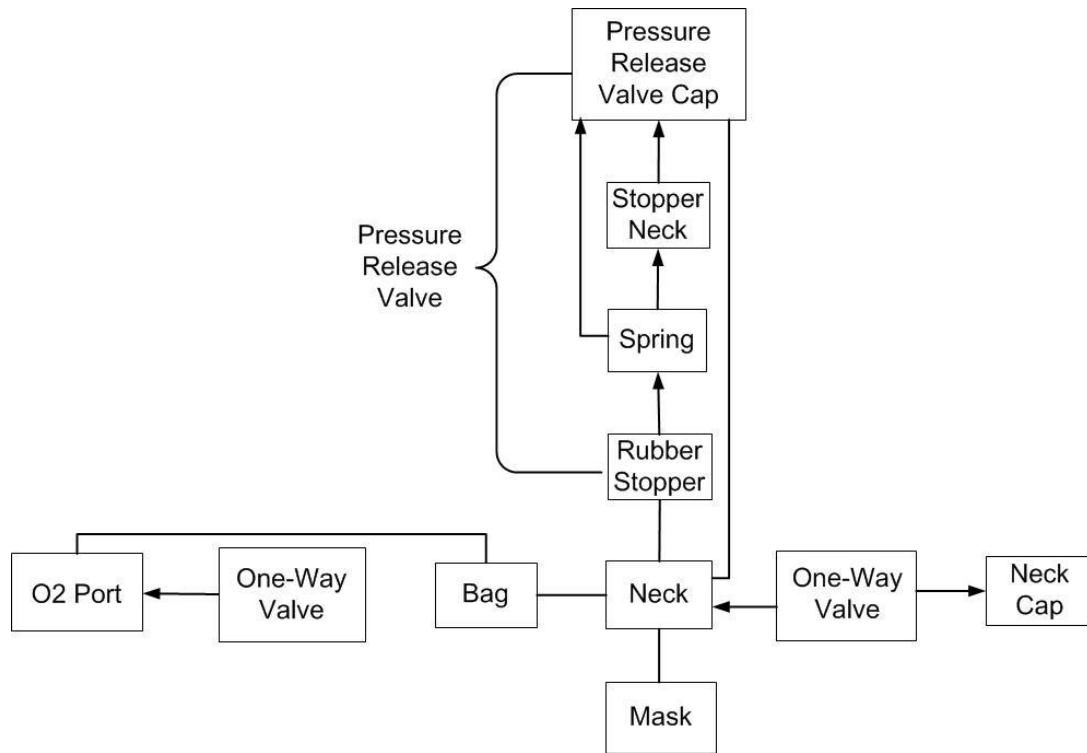 Pressure
Release
Valve Cap
Stopper
Neck
Pressure
Release
Valve
Spring
Rubber
Stopper
O2 Port
One-Way
Valve
Bag
Neck
One-Way
Valve
Neck
Cap
Mask